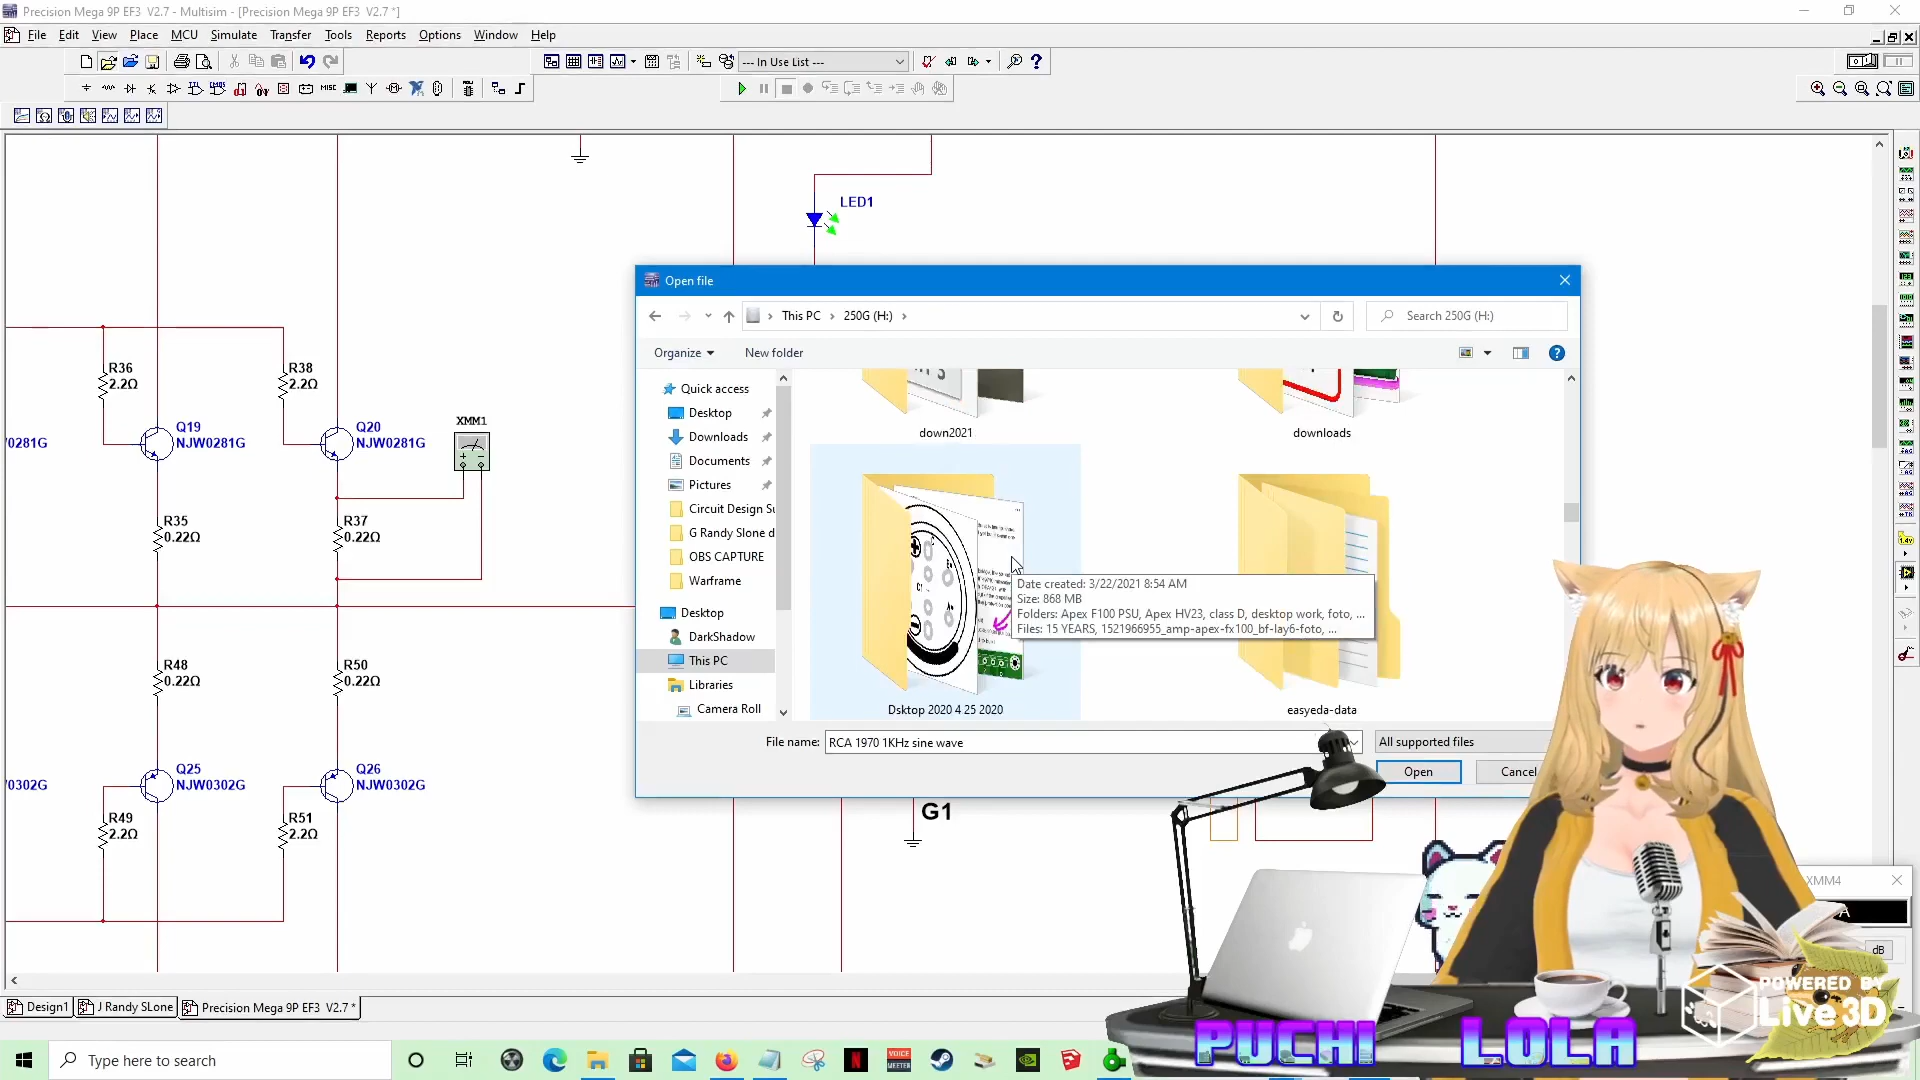 Precision Mega 9P EF3 V2.7 - Multisim - [Precision Mega 9P EF3 V2.7 *]
File Edit View Place MCU Simulate Transfer Tools Reports Options Window Help
--- In Use List ---
MISC
LED1
Open file
This PC › 250G (H:) ›
Search 250G (H:)
Organize
New folder
Quick access
Desktop
Downloads
Documents
Pictures
Circuit Design Su
G Randy Slone d
OBS CAPTURE
Warframe
Desktop
DarkShadow
This PC
Libraries
Camera Roll
down2021
downloads
Date created: 3/22/2021 8:54 AM
Size: 868 MB
Folders: Apex F100 PSU, Apex HV23, class D, desktop work, foto, ...
Files: 15 YEARS, 1521966955_amp-apex-fx100_bf-lay6-foto, ...
Dsktop 2020 4 25 2020
easyeda-data
File name:
RCA 1970 1KHz sine wave
All supported files
Open
Cancel
R36
2.2Ω
R38
2.2Ω
Q19
NJW0281G
Q20
NJW0281G
XMM1
W0281G
R35
0.22Ω
R37
0.22Ω
R48
0.22Ω
R50
0.22Ω
Q25
NJW0302G
Q26
NJW0302G
W0302G
R49
2.2Ω
R51
2.2Ω
G1
XMM4
A
dB
Design1
J Randy SLone
Precision Mega 9P EF3 V2.7 *
POWERED BY
Live3D
PUCHI LOLA
Type here to search
VOICE
MEETER